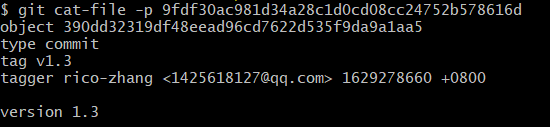 $ git cat-file -p 9fdf30ac981d34a28c1d0cd08cc24752b578616d
object 390dd32319df48eead96cd7622d535f9da9a1aa5
type commit
tag v1.3
tagger rico-zhang <1425618127@qq.com> 1629278660 +0800
version 1.3